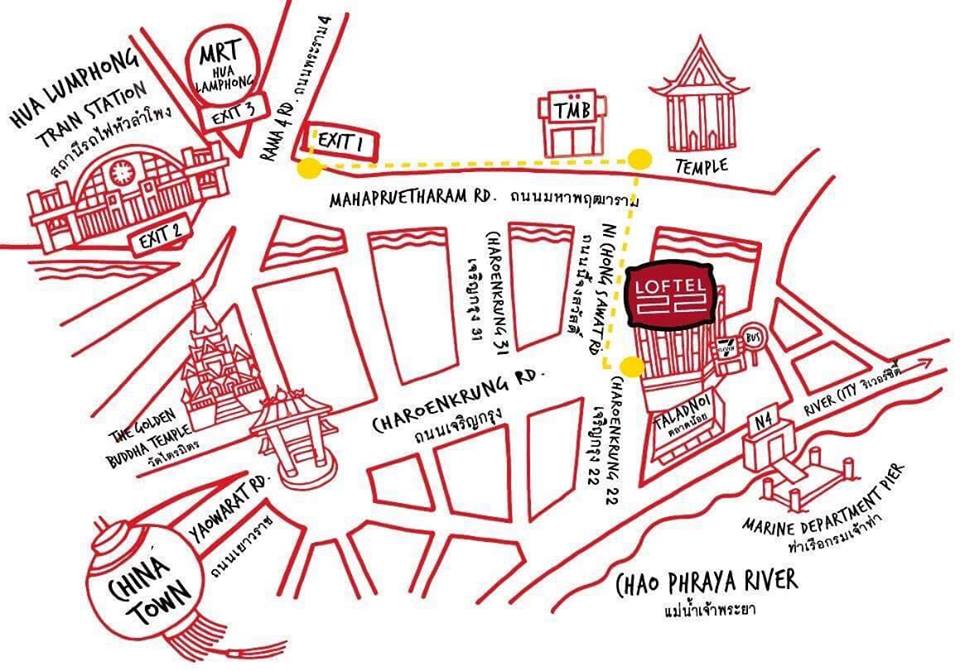 HUA LUMPHONG
TRAIN STATION
สถานีรถไฟหัวลำโพง
MRT
HUA
LAMPHONG
EXIT 3
RAMA 4 RD. ถนนพระราม4
EXIT 1
TMB
TEMPLE
EXIT 2
MAHAPRUETHARAM RD. ถนนมหาพฤฒาราม
CHAROENKRUNG 31
เจริญกรุง 31
NI CHONG SAWAT RD
ถนนนี้จงสวัสดิ์
LOFTEL
22
7
BUS
THE GOLDEN
BUDDHA TEMPLE
วัดไตรมิตร
CHAROENKRUNG RD.
ถนนเจริญกรุง
CHAROENKRUNG 22
เจริญกรุง 22
TALADNOI
ตลาดน้อย
N4
RIVER CITY ริเวอร์ซิตี้
YAOWARAT RD.
ถนนเยาวราช
MARINE DEPARTMENT PIER
ท่าเรือกรมเจ้าท่า
CHINA
TOWN
CHAO PHRAYA RIVER
แม่น้ำเจ้าพระยา